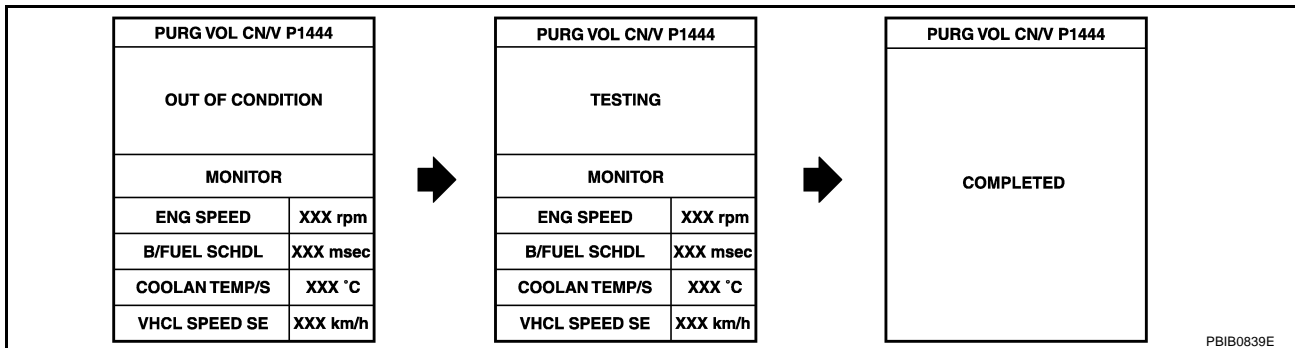 PURG VOL CN/V P1444
OUT OF CONDITION
MONITOR
ENG SPEED XXX rpm
B/FUEL SCHDL XXX msec
COOLAN TEMP/S XXX °C
VHCL SPEED SE XXX km/h
PURG VOL CN/V P1444
TESTING
MONITOR
ENG SPEED XXX rpm
B/FUEL SCHDL XXX msec
COOLAN TEMP/S XXX °C
VHCL SPEED SE XXX km/h
PURG VOL CN/V P1444
COMPLETED
PBIB0839E